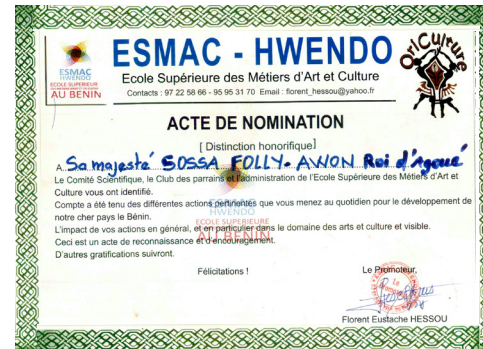 ESMAC - HWENDO
Ecole Supérieure des Métiers d'Art et Culture
Contacts : 97 22 58 66 - 95 95 31 70 Email : florent_hessou@yahoo.fr
ESMAC
HWENDO
ECOLE SUPERIEURE
AU BENIN
OriCulture
ACTE DE NOMINATION
[ Distinction honorifique]
A Sa majesté SOSSA FOLLY- AWON Roi d'Agoué
Le Comité Scientifique, le Club des parrains et l'administration de l'Ecole Supérieure des Métiers d'Art et
Culture vous ont identifié.
Compte a été tenu des différentes actions pertinentes que vous menez au quotidien pour le développement de
notre cher pays le Bénin.
L'impact de vos actions en général, et en particulier dans le domaine des arts et culture et visible.
Ceci est un acte de reconnaissance et d'encouragement.
D'autres gratifications suivront.
ESMAC
HWENDO
ECOLE SUPERIEURE
AU BENIN
Félicitations !
Le Promoteur,
Florent Eustache HESSOU